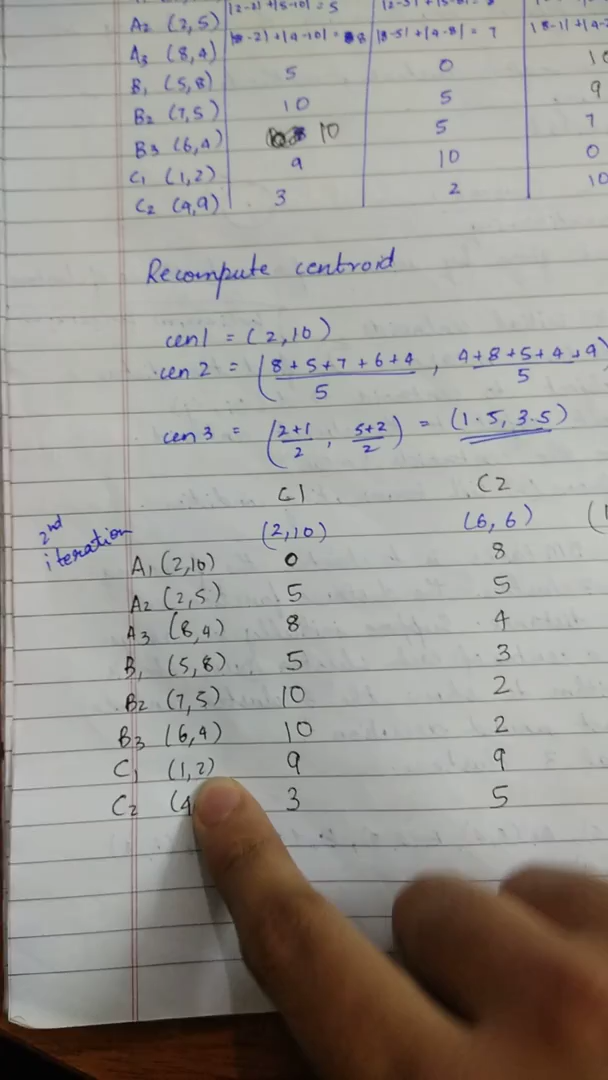 |2-2|+|5-10| = 5
A2 (2,5)
|8-2|+|4-10| = 8 |8-5|+|4-8| = 7 |8-1|+|4-
A3 (8,4)
B1 (5,8) 5 0 10
B2 (7,5) 10 5 9
B3 (6,4) 10 5 7
C1 (1,2) 9 10 0
C2 (4,9) 3 2 10
Recompute centroid
cen1 = (2,10)
cen 2 = (8+5+7+6+4/5 , 4+8+5+4+9/5)
cen 3 = (2+1/2 , 5+2/2) = (1.5, 3.5)
C1 C2
2nd iteration (2,10) (6,6) (1
A1 (2,10) 0 8
A2 (2,5) 5 5
A3 (8,4) 8 4
B1 (5,8) 5 3
B2 (7,5) 10 2
B3 (6,4) 10 2
C1 (1,2) 9 9
C2 (4 3 5